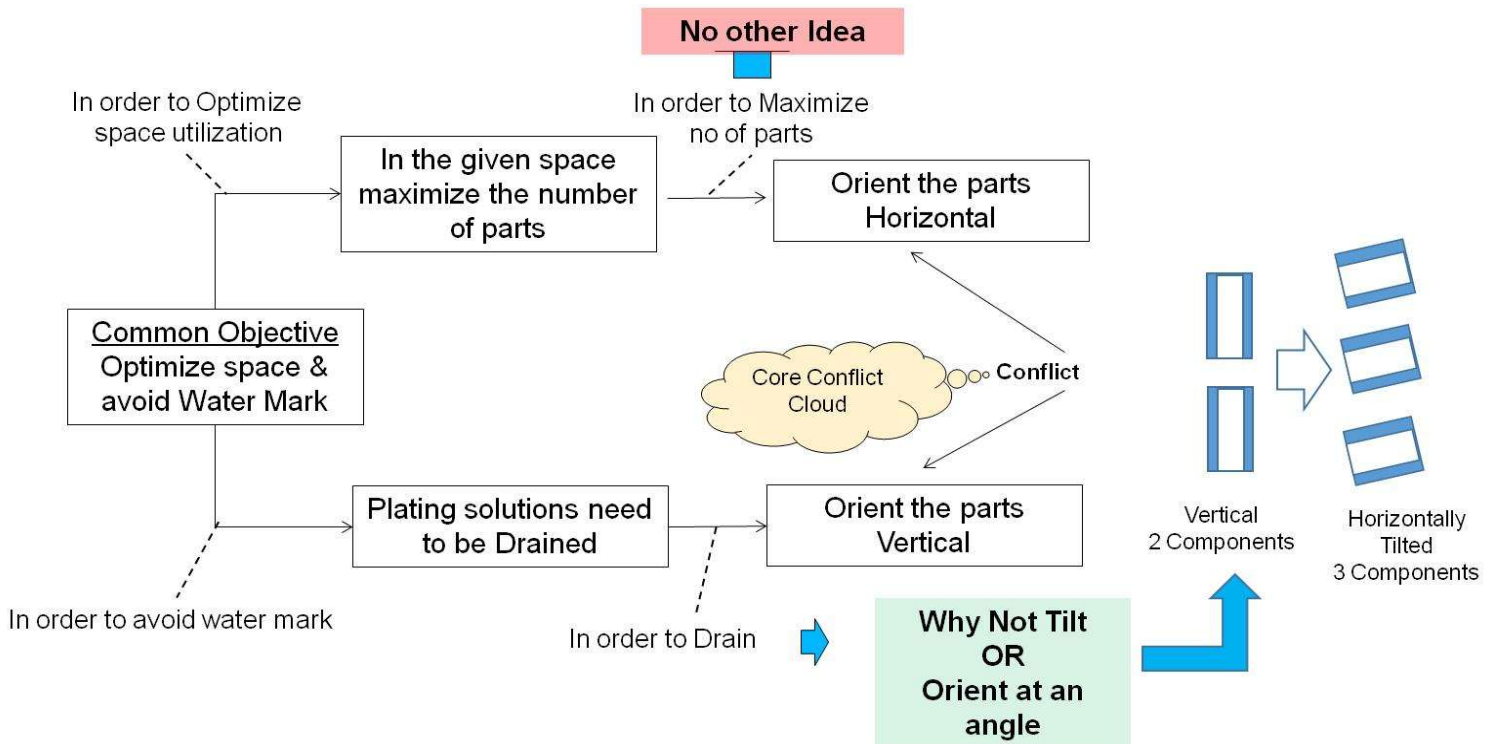 No other Idea
In order to Optimize
space utilization
In order to Maximize
no of parts
In the given space
maximize the number
of parts
Orient the parts
Horizontal
Common Objective
Optimize space &
avoid Water Mark
Core Conflict
Cloud
Conflict
Plating solutions need
to be Drained
Orient the parts
Vertical
Vertical
2 Components
Horizontally
Tilted
3 Components
In order to avoid water mark
In order to Drain
Why Not Tilt
OR
Orient at an
angle